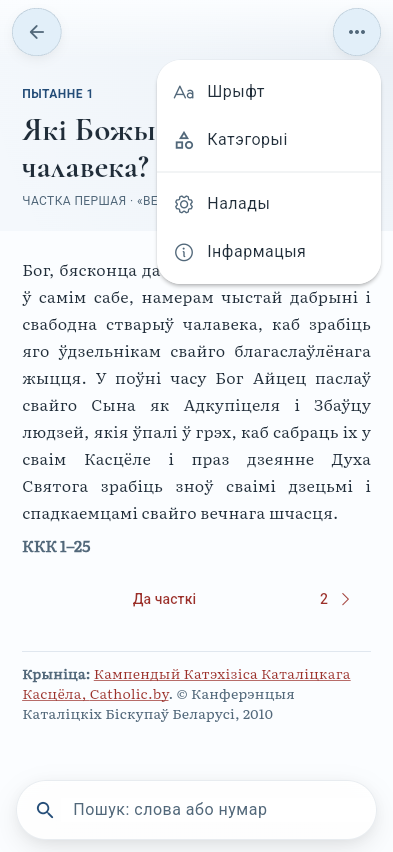 ПЫТАННЕ 1
Які Божы
чалавека?
ЧАСТКА ПЕРШАЯ · «ВЕ
Шрыфт
Катэгорыі
Налады
Інфармацыя
Бог, бясконца да
ў самім сабе, намерам чыстай дабрыні і
свабодна стварыў чалавека, каб зрабіць
яго ўдзельнікам свайго благаслаўлёнага
жыцця. У поўні часу Бог Айцец паслаў
свайго Сына як Адкупіцеля і Збаўцу
людзей, якія ўпалі ў грэх, каб сабраць іх у
сваім Касцёле і праз дзеянне Духа
Святога зрабіць зноў сваімі дзецьмі і
спадкаемцамі свайго вечнага шчасця.
ККК 1–25
Да часткі
2
Крыніца: Кампендый Катэхізіса Каталіцкага
Касцёла, Catholic.by. © Канферэнцыя
Каталіцкіх Біскупаў Беларусі, 2010
Пошук: слова або нумар